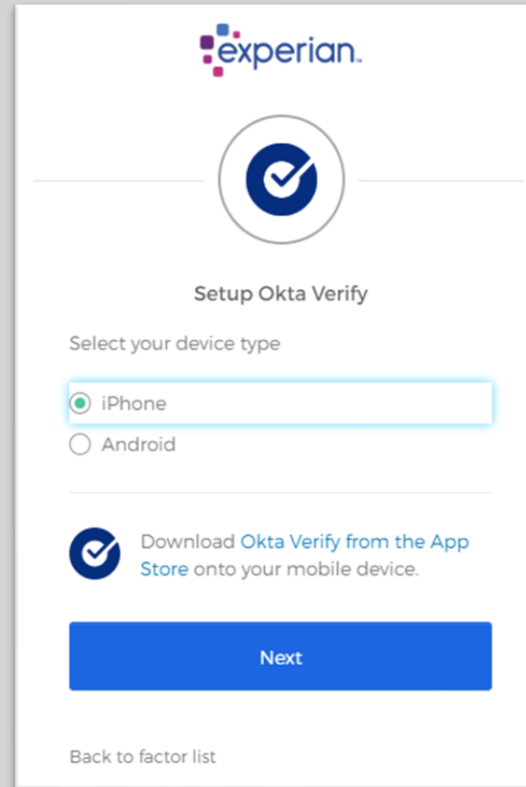 experian™
Setup Okta Verify
Select your device type
iPhone
Android
Download Okta Verify from the App
Store onto your mobile device.
Next
Back to factor list